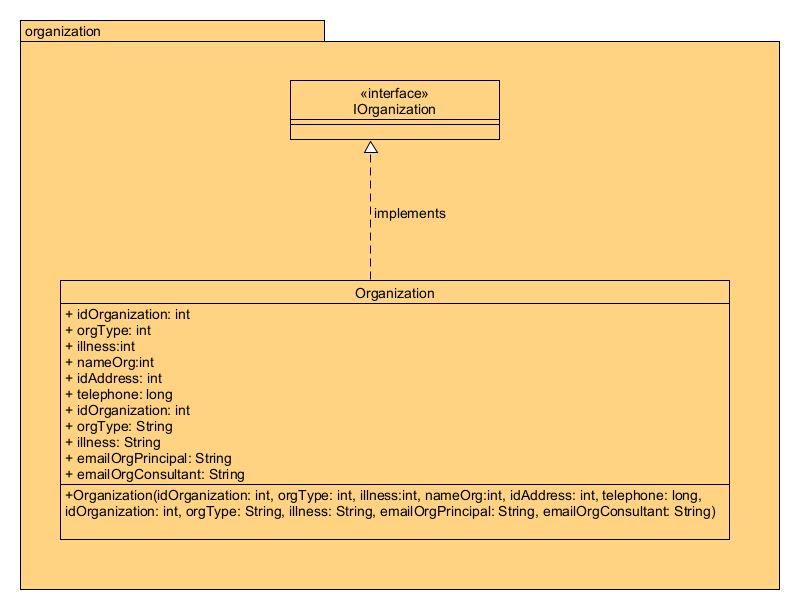 organization
«interface»
IOrganization
implements
Organization
+ idOrganization: int
+ orgType: int
+ illness:int
+ nameOrg:int
+ idAddress: int
+ telephone: long
+ idOrganization: int
+ orgType: String
+ illness: String
+ emailOrgPrincipal: String
+ emailOrgConsultant: String
+Organization(idOrganization: int, orgType: int, illness:int, nameOrg:int, idAddress: int, telephone: long,
idOrganization: int, orgType: String, illness: String, emailOrgPrincipal: String, emailOrgConsultant: String)